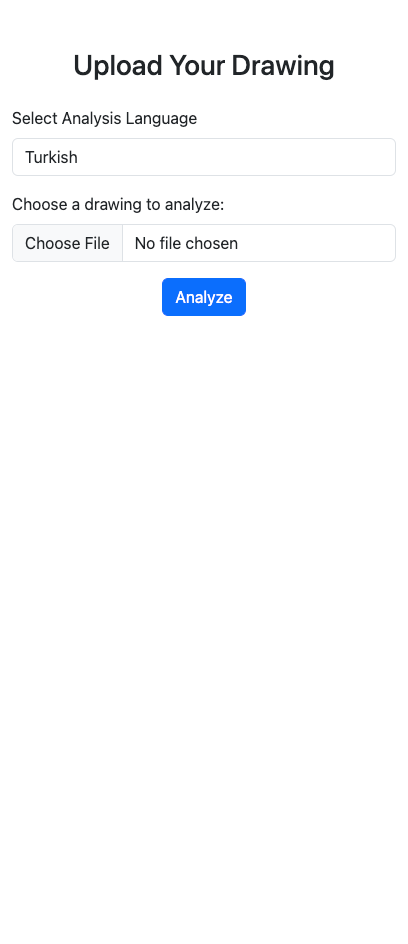 Upload Your Drawing
Select Analysis Language
Turkish
Choose a drawing to analyze:
Choose File No file chosen
Analyze